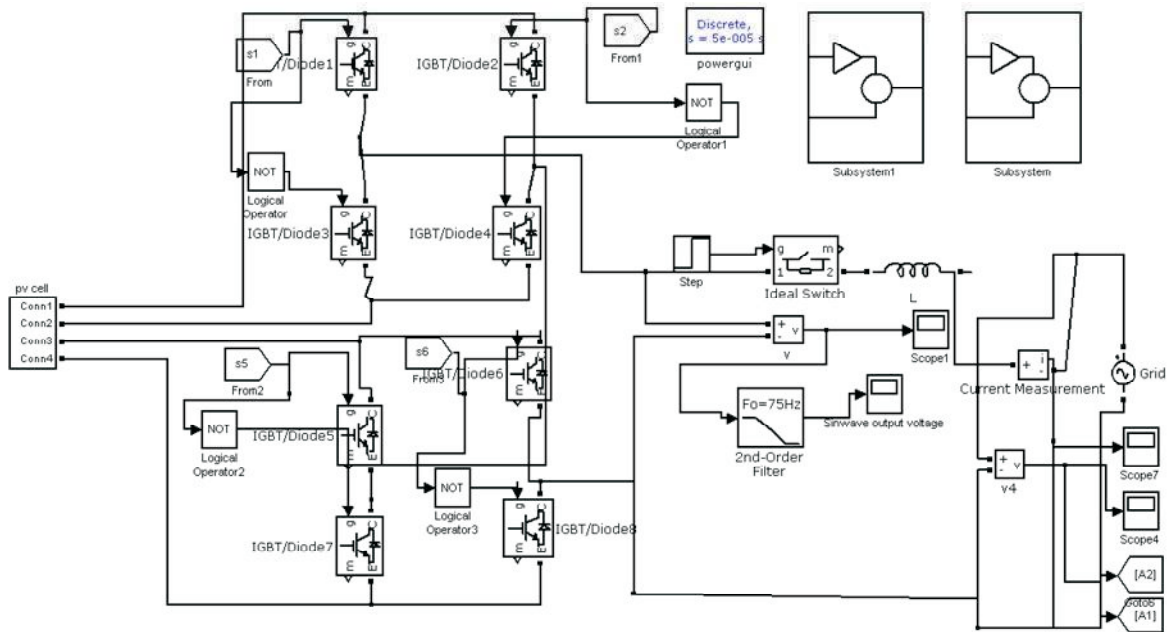 s1
From
T/Diode1
g
C
m
E
IGBT/Diode2
g
C
m
E
s2
From1
Discrete,
s = 5e-005 s
powergui
NOT
Logical
Operator1
Subsystem1
Subsystem
NOT
Logical
Operator
IGBT/Diode3
g
C
m
E
IGBT/Diode4
g
C
m
E
Step
g
m
1
2
Ideal Switch
L
pv cell
Conn1
Conn2
Conn3
Conn4
+
-
v
v
Scope1
s5
From2
s6
From3
IGBT/Diode6
g
C
m
E
+
i
-
Current Measurement
Grid
Fo=75Hz
2nd-Order
Filter
Sinwave output voltage
NOT
Logical
Operator2
IGBT/Diode5
g
C
m
E
NOT
Logical
Operator3
+
-
v
v4
Scope7
IGBT/Diode7
g
C
m
E
IGBT/Diode8
g
C
m
E
Scope4
[A2]
Goto6
[A1]